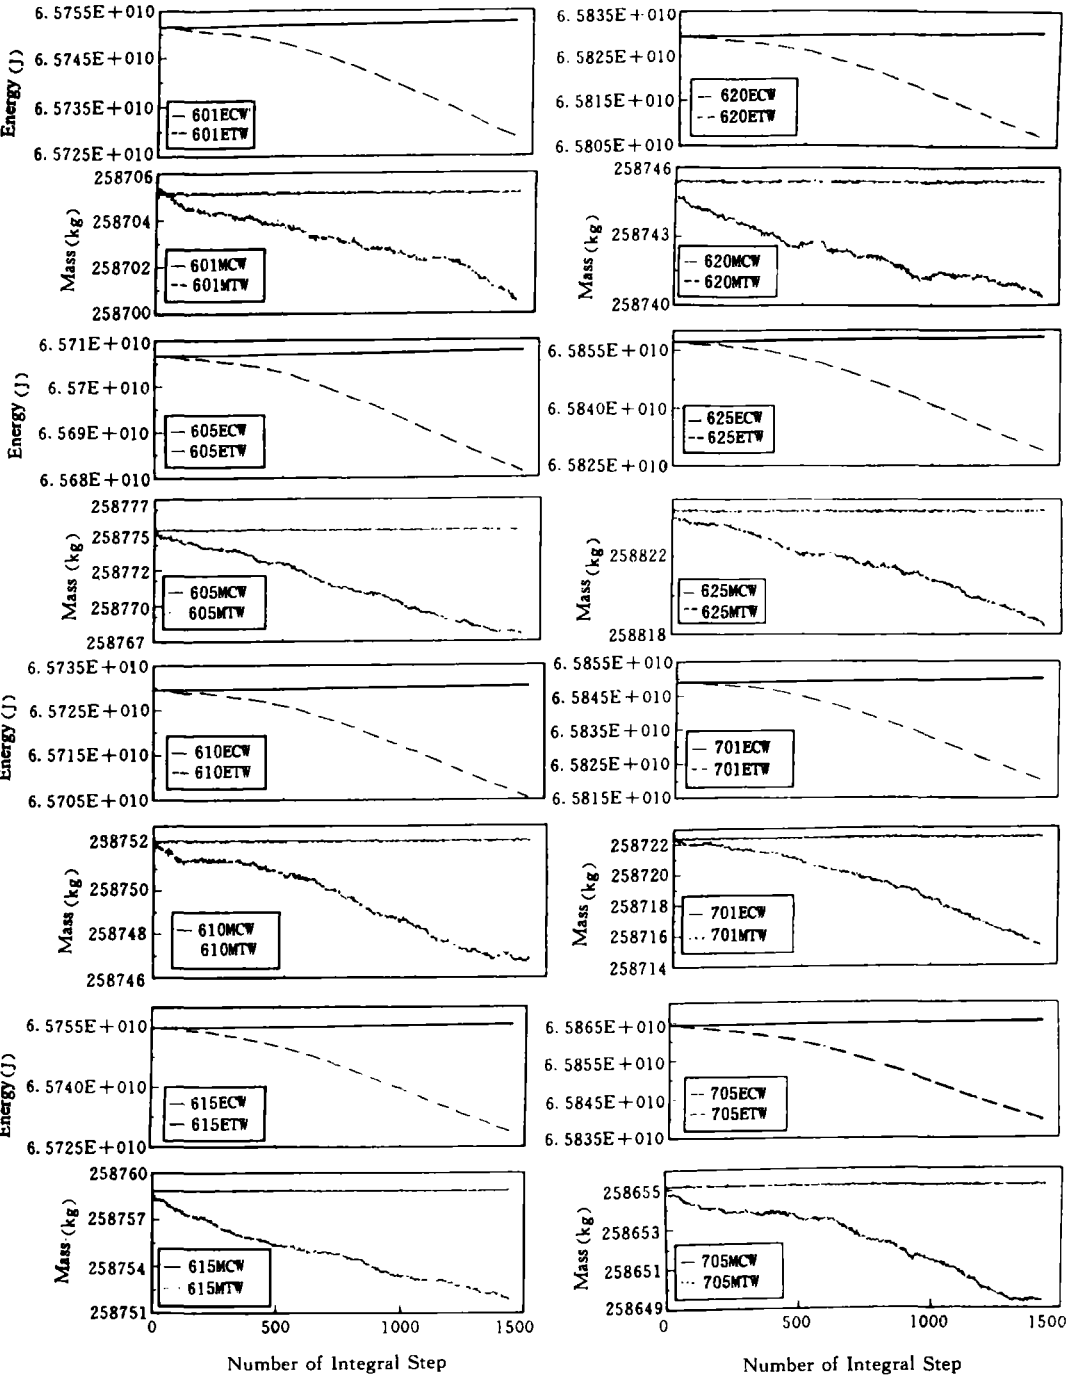 6.5755E+010
6.5745E+010
6.5735E+010
6.5725E+010
Energy (J)
601ECW
601ETW
6.5835E+010
6.5825E+010
6.5815E+010
6.5805E+010
620ECW
620ETW
258706
258704
258702
258700
Mass (kg)
601MCW
601MTW
258746
258743
258740
Mass (kg)
620MCW
620MTW
6.571E+010
6.57E+010
6.569E+010
6.568E+010
Energy (J)
605ECW
605ETW
6.5855E+010
6.5840E+010
6.5825E+010
625ECW
625ETW
258777
258775
258772
258770
258767
Mass (kg)
605MCW
605MTW
258822
258818
Mass (kg)
625MCW
625MTW
6.5735E+010
6.5725E+010
6.5715E+010
6.5705E+010
Energy (J)
610ECW
610ETW
6.5855E+010
6.5845E+010
6.5835E+010
6.5825E+010
6.5815E+010
701ECW
701ETW
258752
258750
258748
258746
Mass (kg)
610MCW
610MTW
258722
258720
258718
258716
258714
Mass (kg)
701ECW
701MTW
6.5755E+010
6.5740E+010
6.5725E+010
Energy (J)
615ECW
615ETW
6.5865E+010
6.5855E+010
6.5845E+010
6.5835E+010
705ECW
705ETW
258760
258757
258754
258751
Mass (kg)
615MCW
615MTW
0 500 1000 1500
Number of Integral Step
258655
258653
258651
258649
Mass (kg)
705MCW
705MTW
0 500 1000 1500
Number of Integral Step